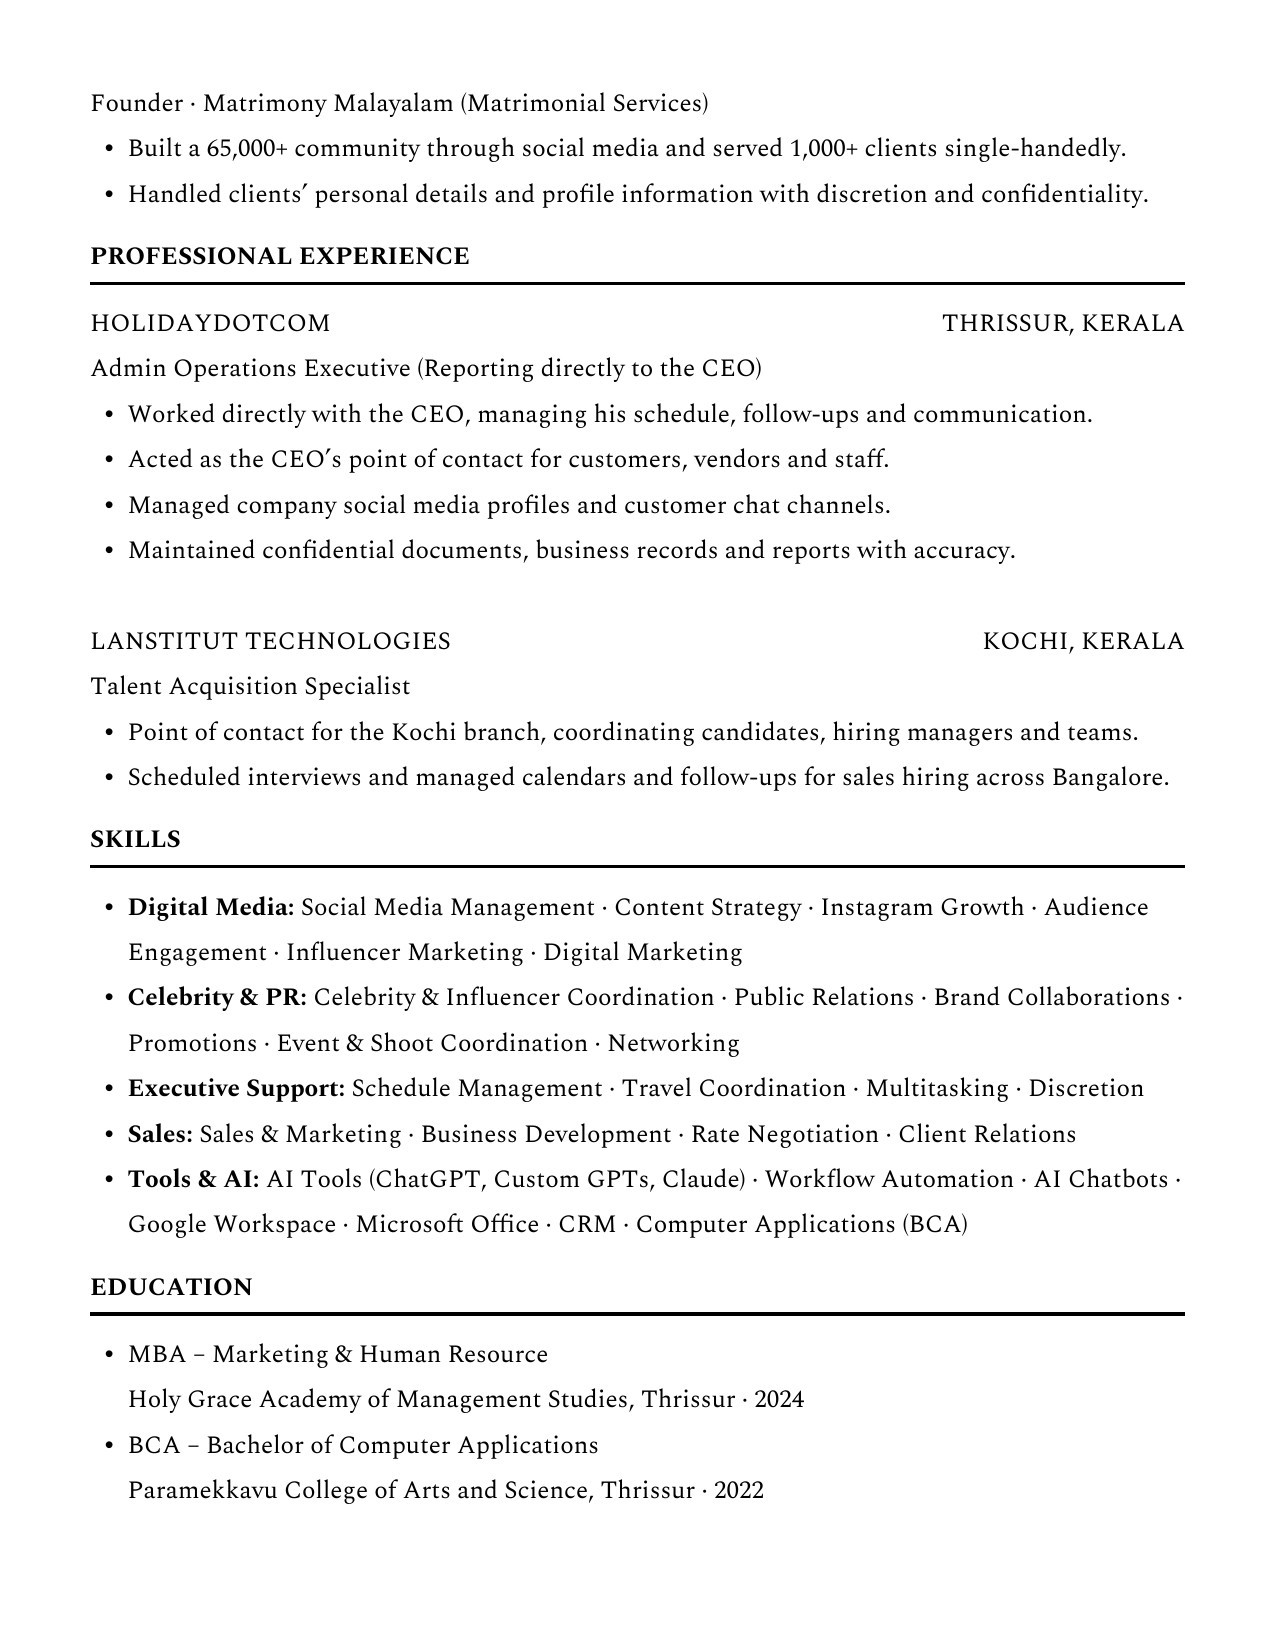 Founder · Matrimony Malayalam (Matrimonial Services)
• Built a 65,000+ community through social media and served 1,000+ clients single-handedly.
• Handled clients’ personal details and profile information with discretion and confidentiality.
PROFESSIONAL EXPERIENCE
HOLIDAYDOTCOM THRISSUR, KERALA
Admin Operations Executive (Reporting directly to the CEO)
• Worked directly with the CEO, managing his schedule, follow-ups and communication.
• Acted as the CEO’s point of contact for customers, vendors and staff.
• Managed company social media profiles and customer chat channels.
• Maintained confidential documents, business records and reports with accuracy.
LANSTITUT TECHNOLOGIES KOCHI, KERALA
Talent Acquisition Specialist
• Point of contact for the Kochi branch, coordinating candidates, hiring managers and teams.
• Scheduled interviews and managed calendars and follow-ups for sales hiring across Bangalore.
SKILLS
• Digital Media: Social Media Management · Content Strategy · Instagram Growth · Audience
Engagement · Influencer Marketing · Digital Marketing
• Celebrity & PR: Celebrity & Influencer Coordination · Public Relations · Brand Collaborations ·
Promotions · Event & Shoot Coordination · Networking
• Executive Support: Schedule Management · Travel Coordination · Multitasking · Discretion
• Sales: Sales & Marketing · Business Development · Rate Negotiation · Client Relations
• Tools & AI: AI Tools (ChatGPT, Custom GPTs, Claude) · Workflow Automation · AI Chatbots ·
Google Workspace · Microsoft Office · CRM · Computer Applications (BCA)
EDUCATION
• MBA – Marketing & Human Resource
Holy Grace Academy of Management Studies, Thrissur · 2024
• BCA – Bachelor of Computer Applications
Paramekkavu College of Arts and Science, Thrissur · 2022